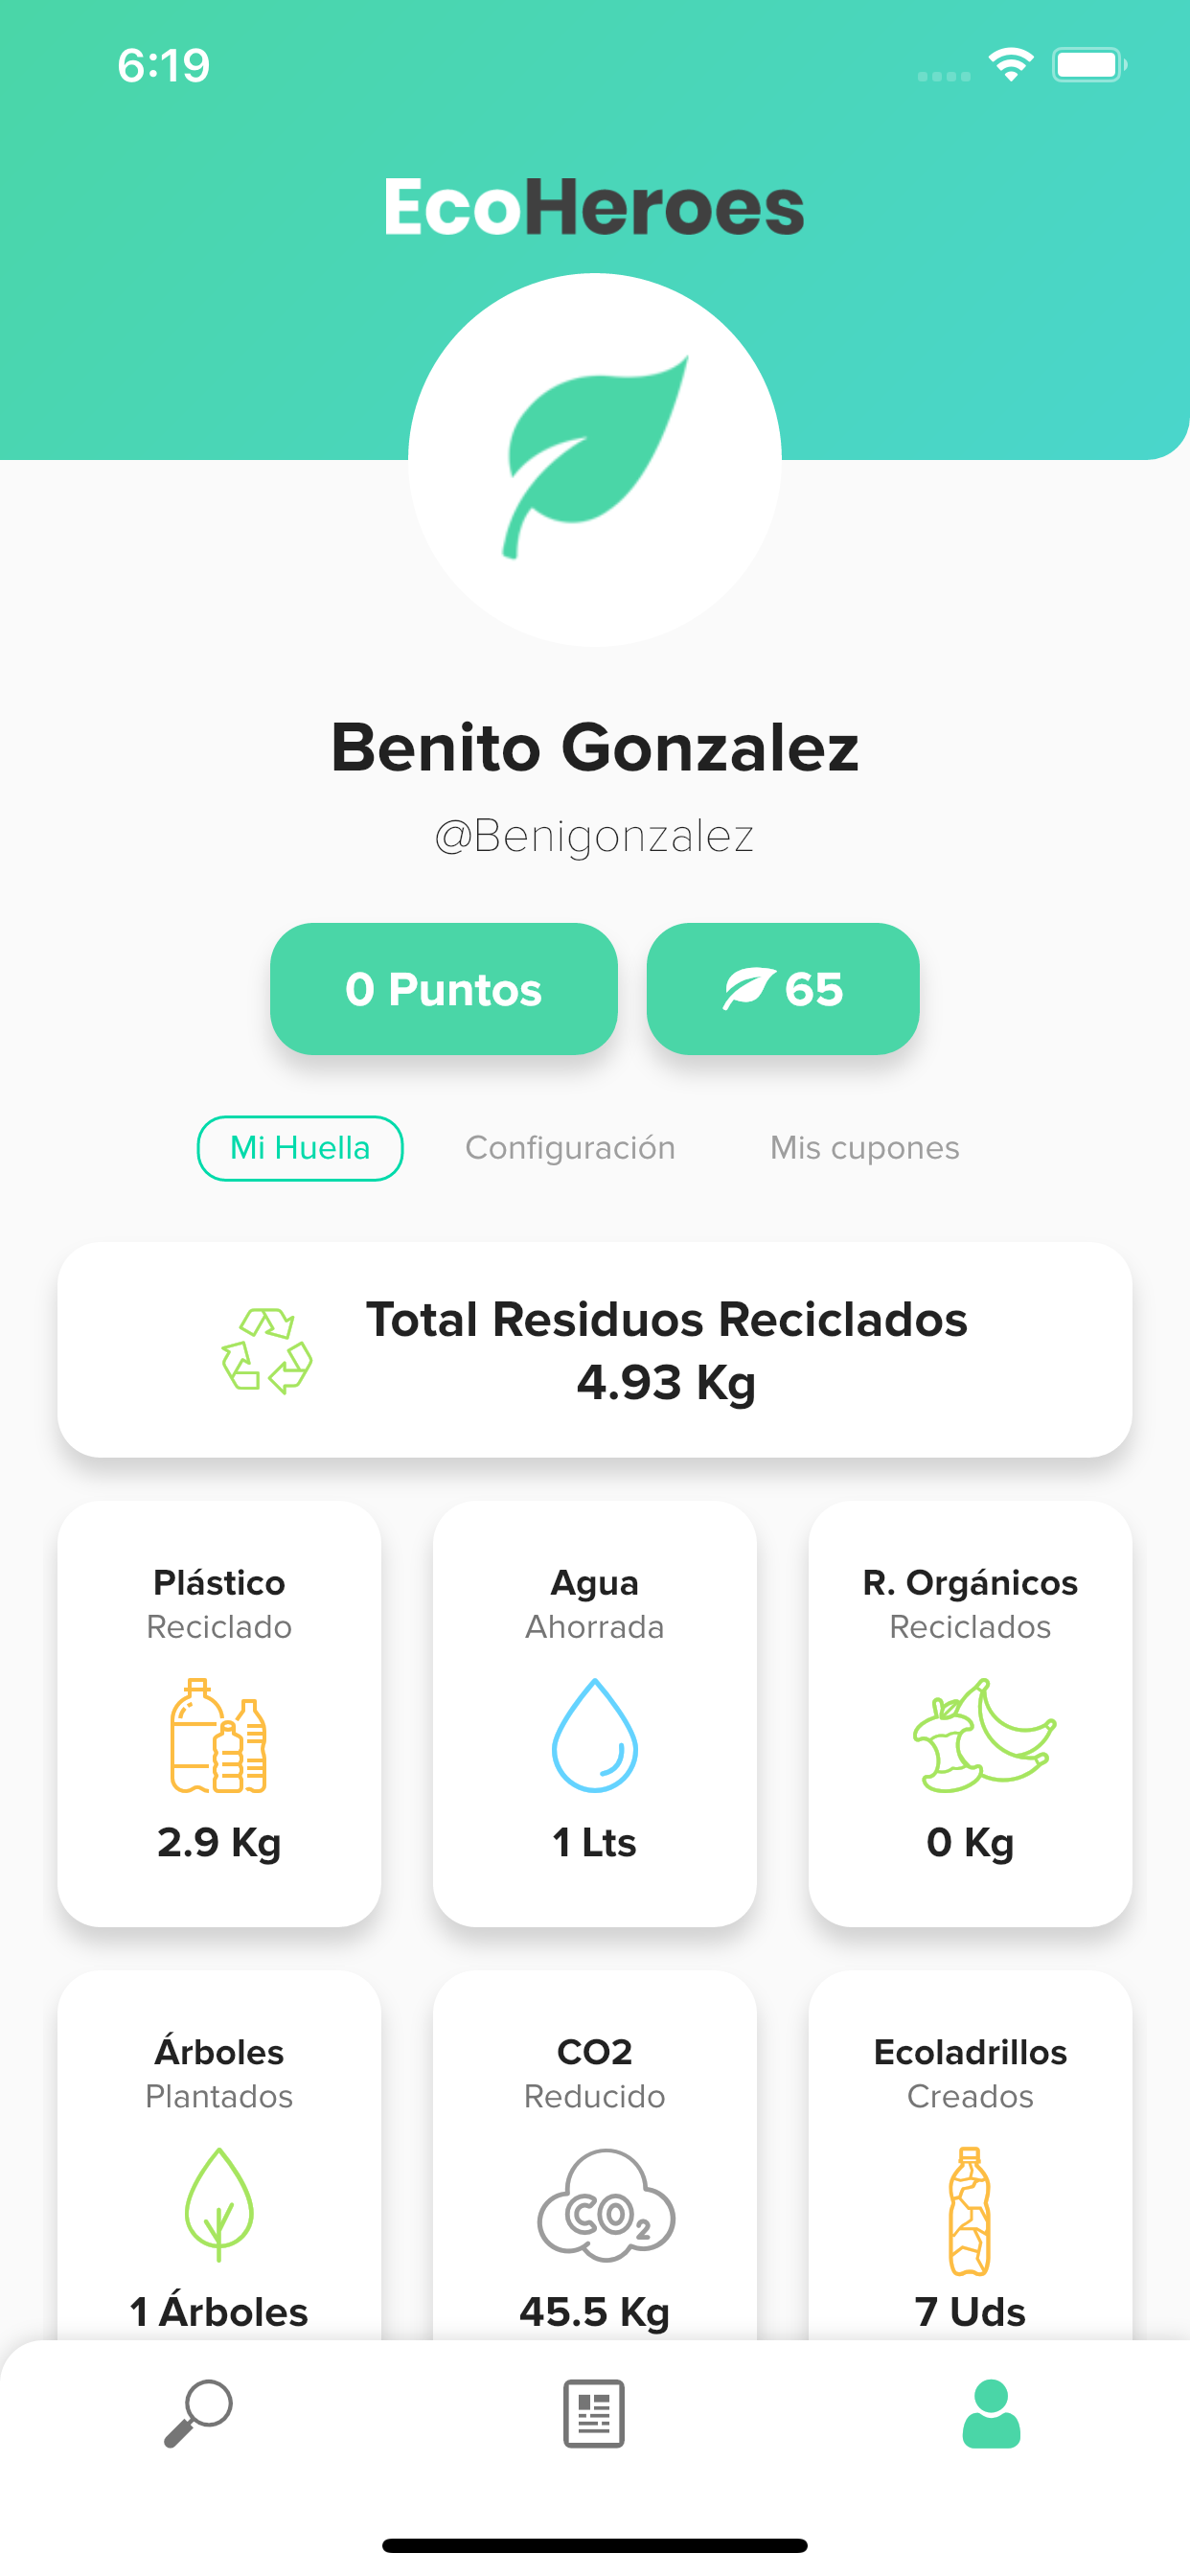 6:19
EcoHeroes
Benito Gonzalez
@Benigonzalez
0 Puntos
65
Mi Huella
Configuración
Mis cupones
Total Residuos Reciclados
4.93 Kg
Plástico
Reciclado
2.9 Kg
Agua
Ahorrada
1 Lts
R. Orgánicos
Reciclados
0 Kg
Árboles
Plantados
1 Árboles
CO2
Reducido
CO2
45.5 Kg
Ecoladrillos
Creados
7 Uds